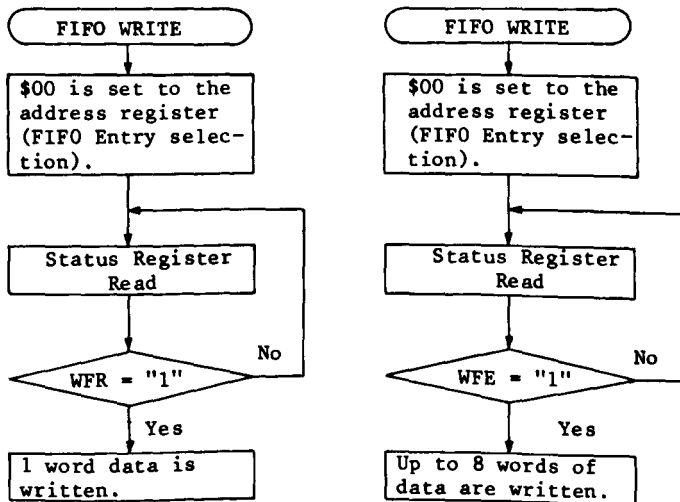 FIFO WRITE
$00 is set to the
address register
(FIFO Entry selec-
tion).
Status Register
Read
WFR = "1"
No
Yes
1 word data is
written.
FIFO WRITE
$00 is set to the
address register
(FIFO Entry selec-
tion).
Status Register
Read
WFE = "1"
No
Yes
Up to 8 words of
data are written.